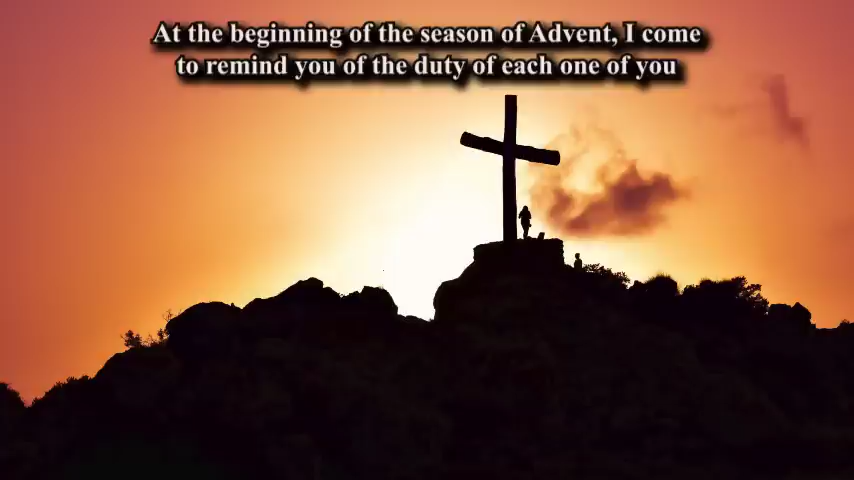 At the beginning of the season of Advent, I come
to remind you of the duty of each one of you